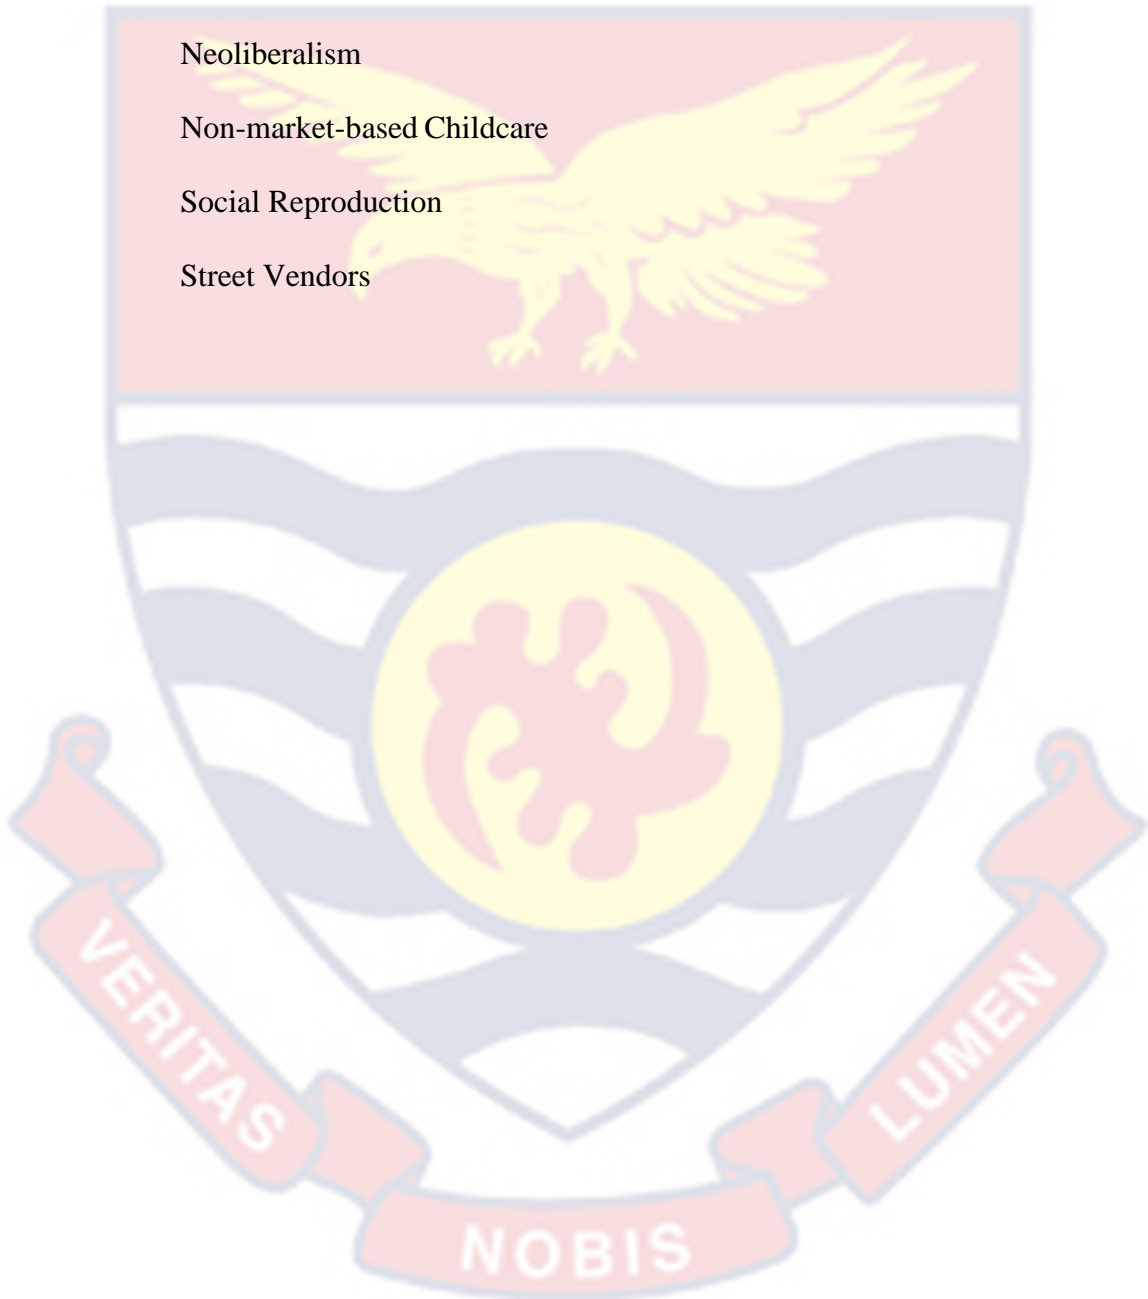 Neoliberalism
Non-market-based Childcare
Social Reproduction
Street Vendors
VERITAS
NOBIS
LUMEN